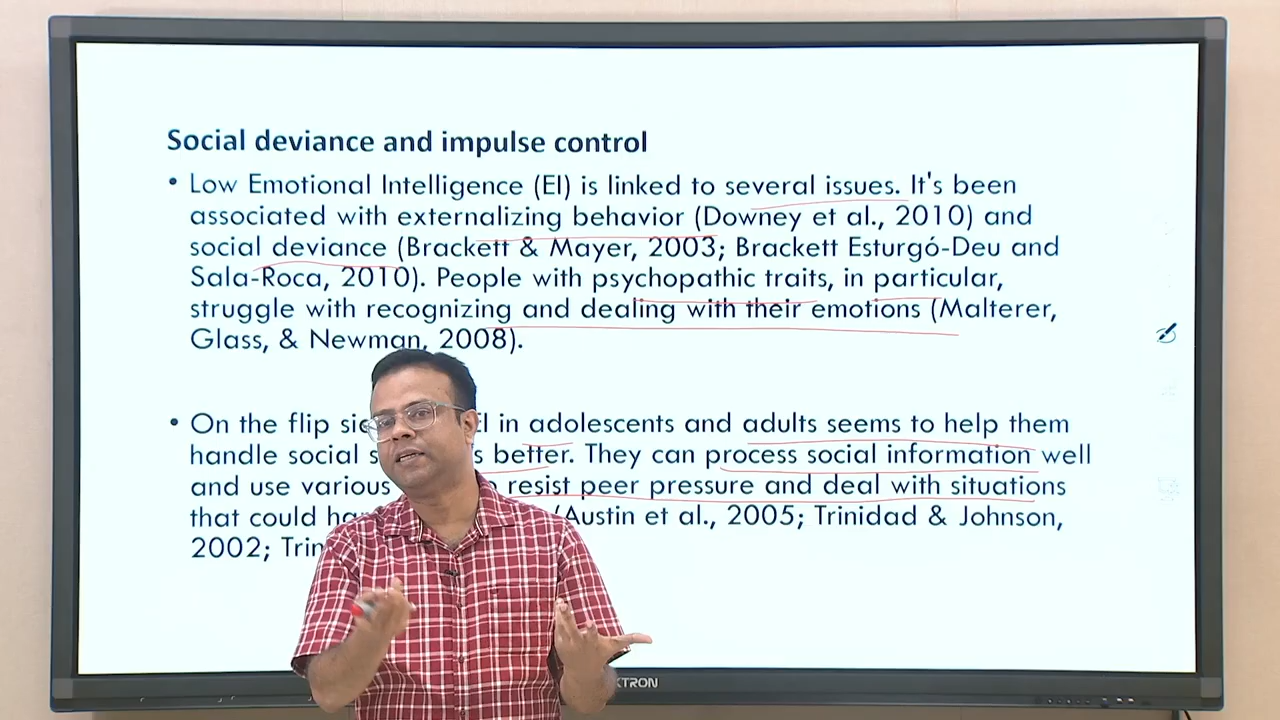 Social deviance and impulse control
• Low Emotional Intelligence (EI) is linked to several issues. It's been
associated with externalizing behavior (Downey et al., 2010) and
social deviance (Brackett & Mayer, 2003; Brackett Esturgó-Deu and
Sala-Roca, 2010). People with psychopathic traits, in particular,
struggle with recognizing and dealing with their emotions (Malterer,
Glass, & Newman, 2008).
• On the flip EI in adolescents and adults seems to help them
handle social better. They can process social information well
and use various resist peer pressure and deal with situations
that could (Austin et al., 2005; Trinidad & Johnson,
2002;